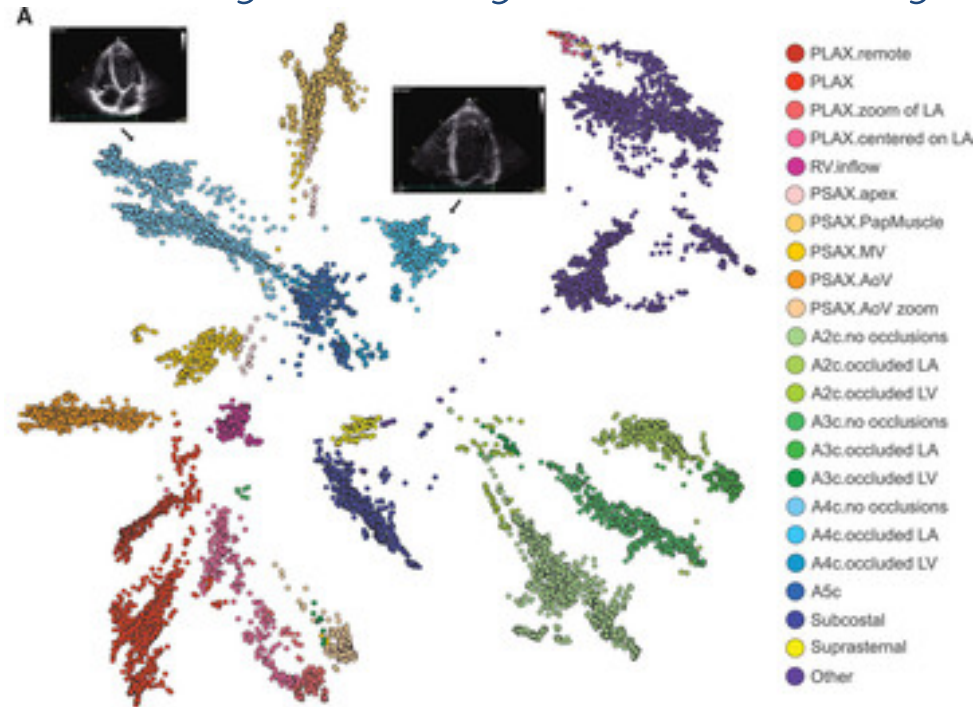 A
PLAX.remote
PLAX
PLAX.zoom of LA
PLAX.centered on LA
RV.inflow
PSAX.apex
PSAX.PapMuscle
PSAX.MV
PSAX.AoV
PSAX.AoV zoom
A2c.no occlusions
A2c.occluded LA
A2c.occluded LV
A3c.no occlusions
A3c.occluded LA
A3c.occluded LV
A4c.no occlusions
A4c.occluded LA
A4c.occluded LV
A5c
Subcostal
Suprasternal
Other